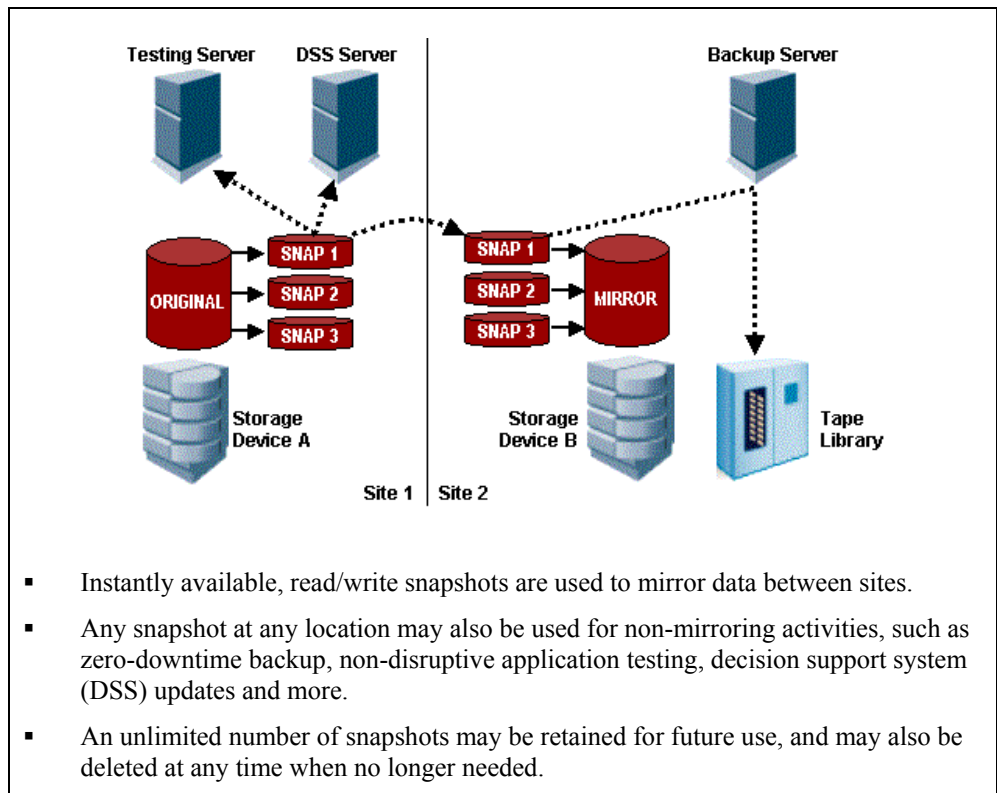 Testing Server
DSS Server
Backup Server
ORIGINAL
SNAP 1
SNAP 2
SNAP 3
SNAP 1
SNAP 2
SNAP 3
MIRROR
Storage
Device A
Storage
Device B
Tape
Library
Site 1
Site 2
▪ Instantly available, read/write snapshots are used to mirror data between sites.
▪ Any snapshot at any location may also be used for non-mirroring activities, such as
zero-downtime backup, non-disruptive application testing, decision support system
(DSS) updates and more.
▪ An unlimited number of snapshots may be retained for future use, and may also be
deleted at any time when no longer needed.